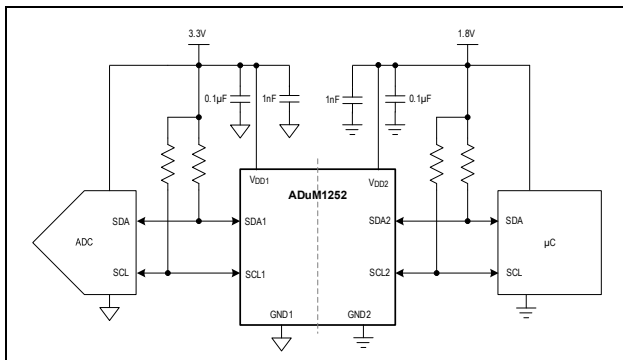 3.3V
1.8V
0.1µF
1nF
1nF
0.1µF
VDD1
VDD2
ADuM1252
SDA
SDA1
SDA2
SDA
ADC
µC
SCL
SCL1
SCL2
SCL
GND1
GND2